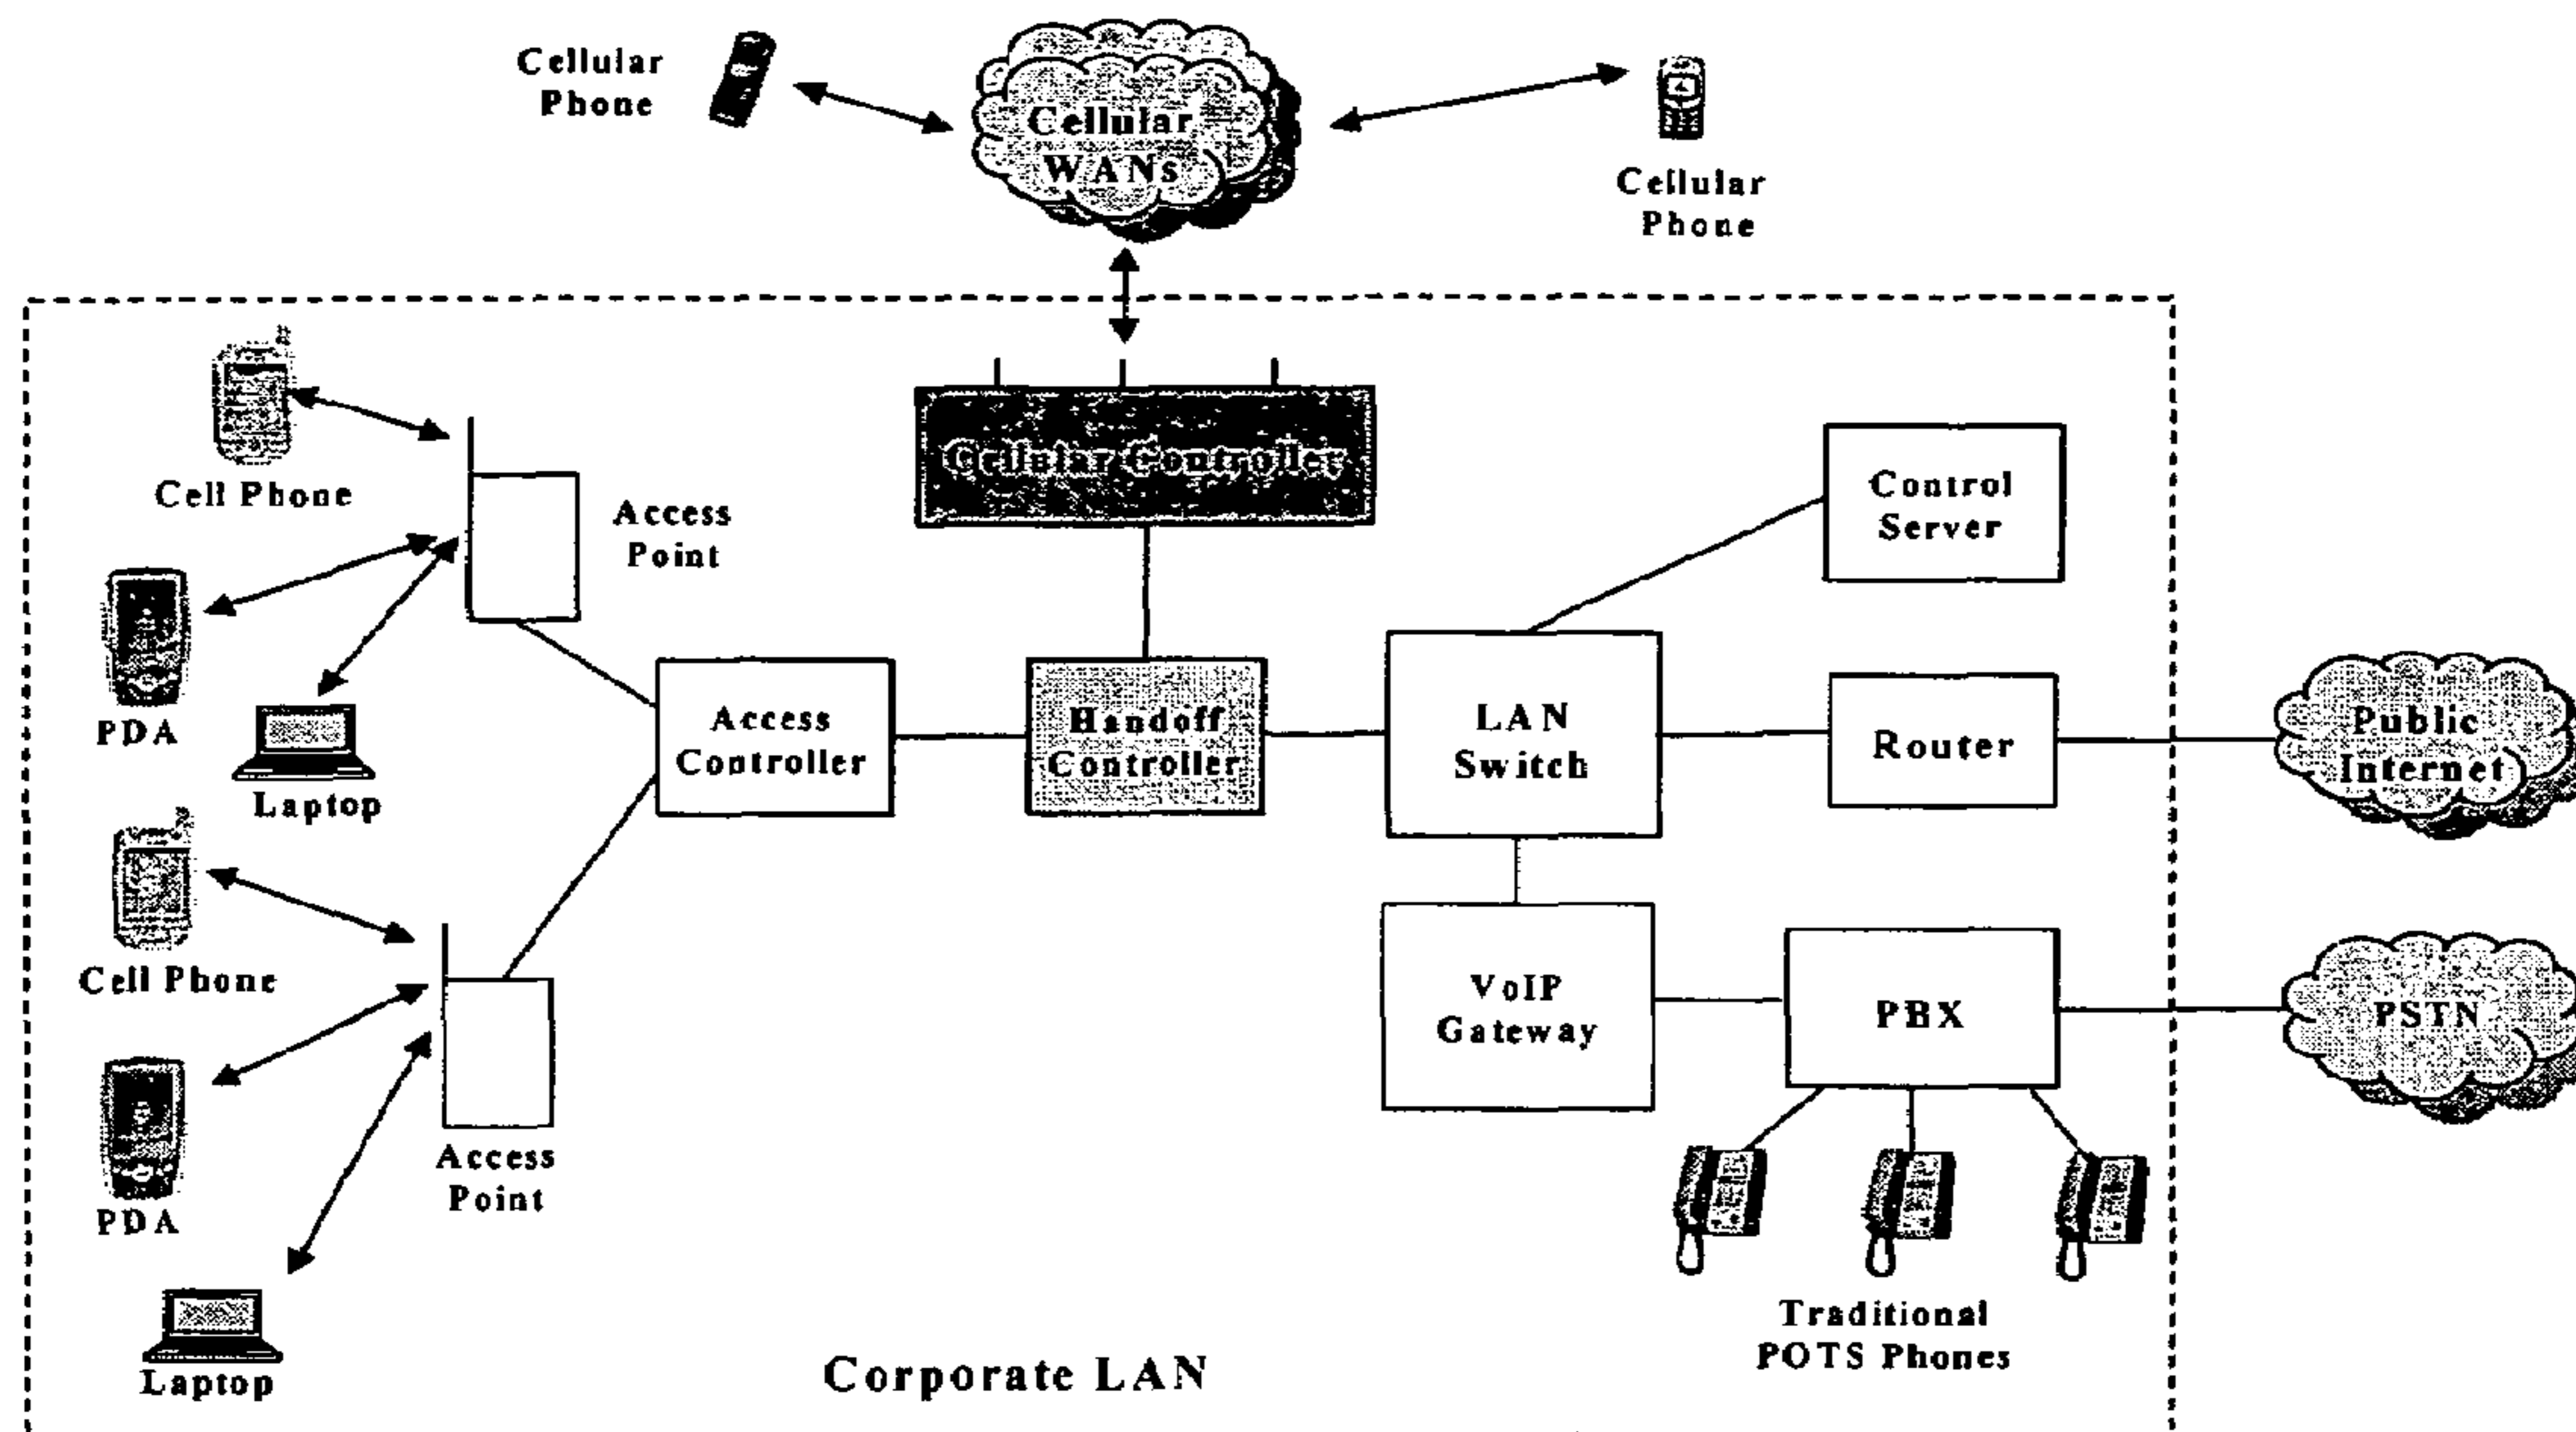 Cellular
Phone
Cellular
WANs
Cellular
Phone
Cell Phone
Access
Point
Cellular Controller
Control
Server
PDA
Laptop
Access
Controller
Handoff
Controller
LAN
Switch
Router
Public
Internet
Cell Phone
VoIP
Gateway
PBX
PSTN
PDA
Access
Point
Laptop
Traditional
POTS Phones
Corporate LAN